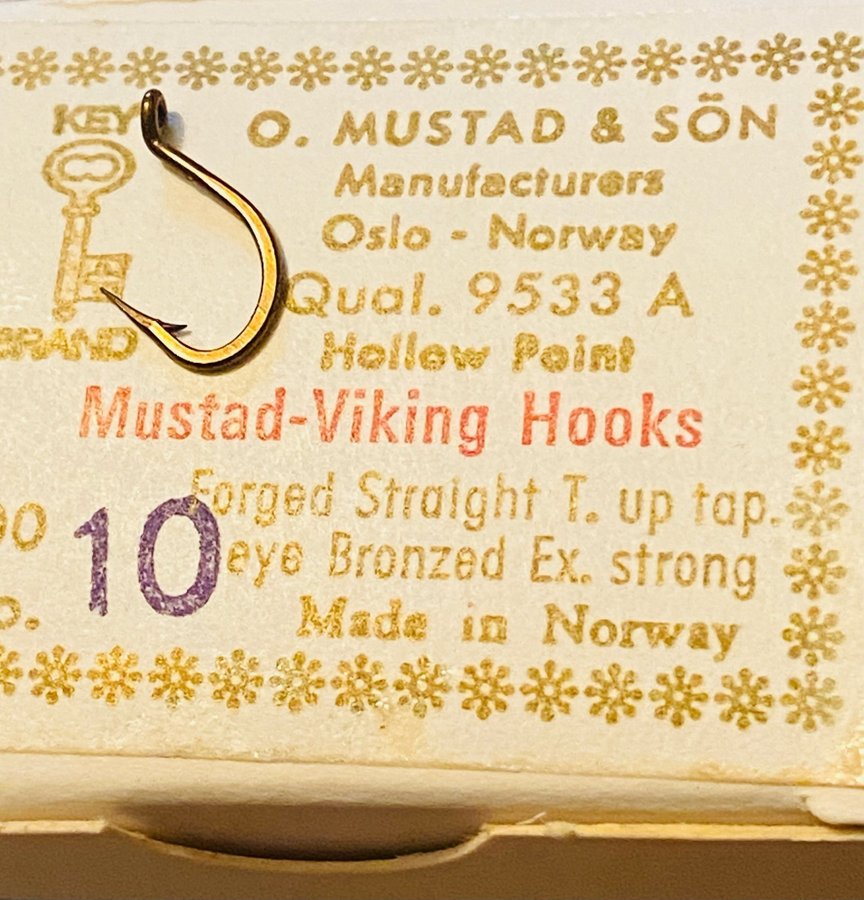 KEY
BRAND
O. MUSTAD & SÖN
Manufacturers
Oslo - Norway
Qual. 9533 A
Hollow Point
Mustad-Viking Hooks
Forged Straight T. up tap.
eye Bronzed Ex. strong
Made in Norway
10